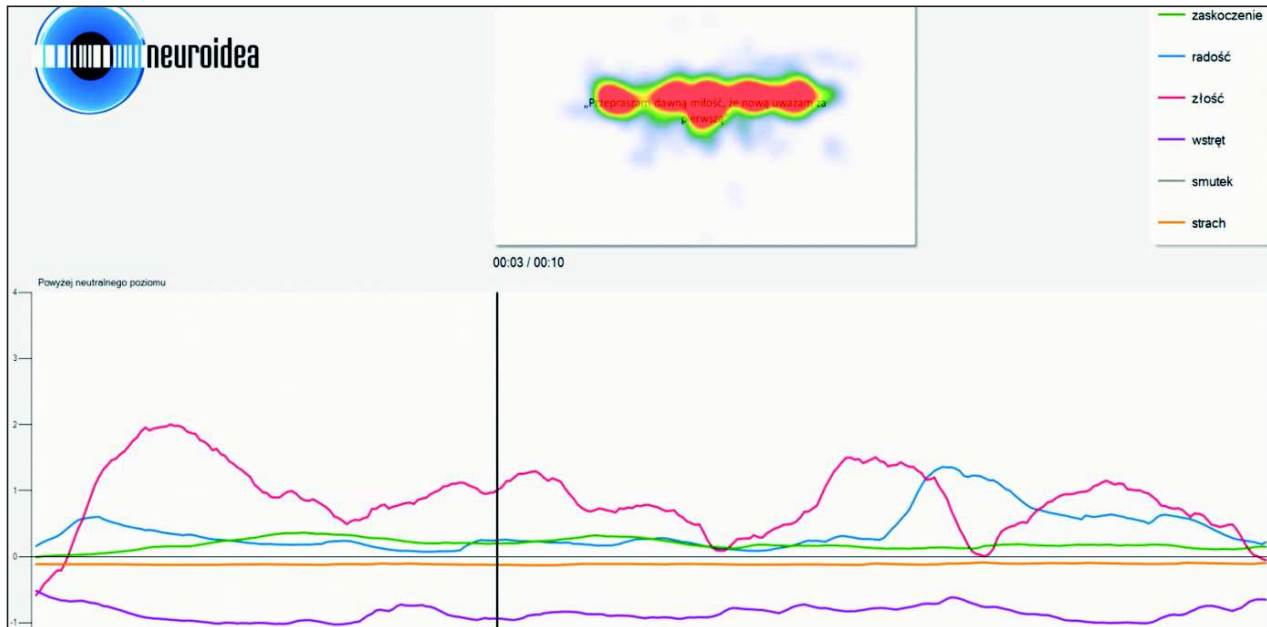 neuroidea
„Przepraszam dawną miłość, że nową uważam za
pierwszą”
zaskoczenie
radość
złość
wstręt
smutek
strach
00:03 / 00:10
Powyżej neutralnego poziomu
4
3
2
1
0
-1